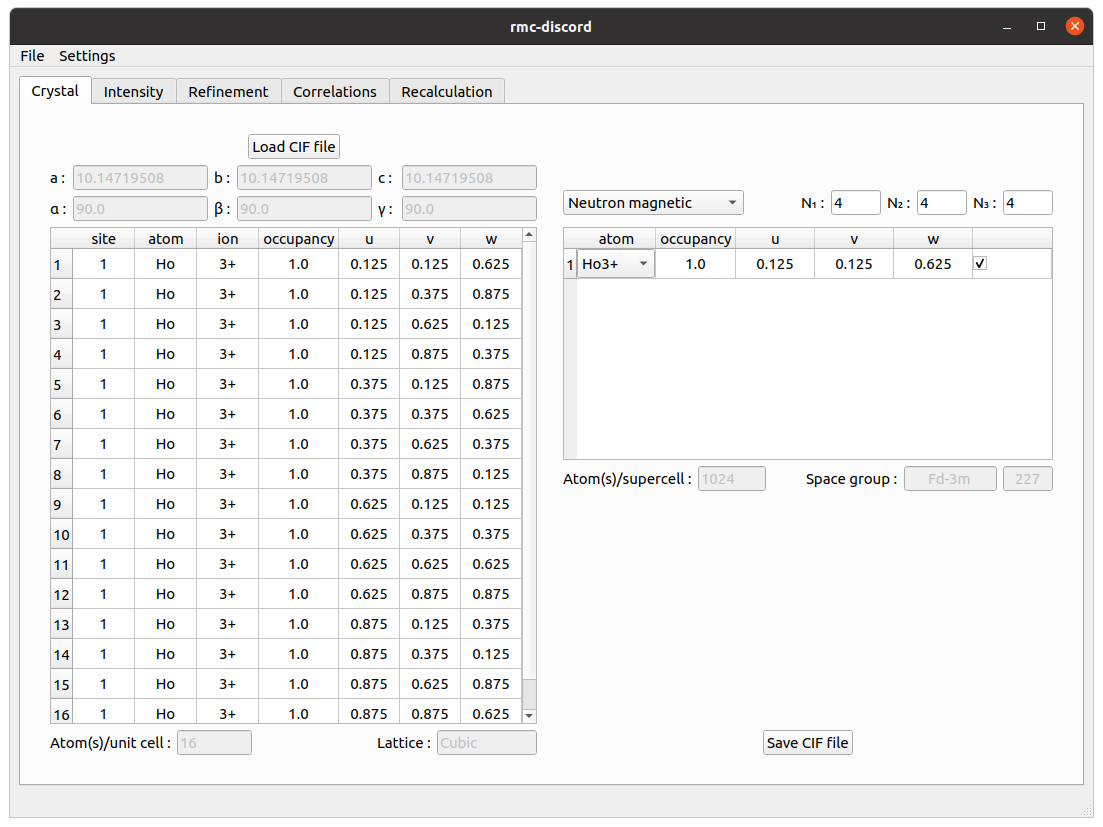 rmc-discord
File Settings
Crystal Intensity Refinement Correlations Recalculation
Load CIF file
a : 10.14719508 b : 10.14719508 c : 10.14719508
α : 90.0 β : 90.0 γ : 90.0
Neutron magnetic N₁ : 4 N₂ : 4 N₃ : 4
site atom ion occupancy u v w
1 1 Ho 3+ 1.0 0.125 0.125 0.625
2 1 Ho 3+ 1.0 0.125 0.375 0.875
3 1 Ho 3+ 1.0 0.125 0.625 0.125
4 1 Ho 3+ 1.0 0.125 0.875 0.375
5 1 Ho 3+ 1.0 0.375 0.125 0.875
6 1 Ho 3+ 1.0 0.375 0.375 0.625
7 1 Ho 3+ 1.0 0.375 0.625 0.375
8 1 Ho 3+ 1.0 0.375 0.875 0.125
9 1 Ho 3+ 1.0 0.625 0.125 0.125
10 1 Ho 3+ 1.0 0.625 0.375 0.375
11 1 Ho 3+ 1.0 0.625 0.625 0.625
12 1 Ho 3+ 1.0 0.625 0.875 0.875
13 1 Ho 3+ 1.0 0.875 0.125 0.375
14 1 Ho 3+ 1.0 0.875 0.375 0.125
15 1 Ho 3+ 1.0 0.875 0.625 0.875
16 1 Ho 3+ 1.0 0.875 0.875 0.625
Atom(s)/unit cell : 16 Lattice : Cubic
atom occupancy u v w
1 Ho3+ 1.0 0.125 0.125 0.625
Atom(s)/supercell : 1024 Space group : Fd-3m 227
Save CIF file